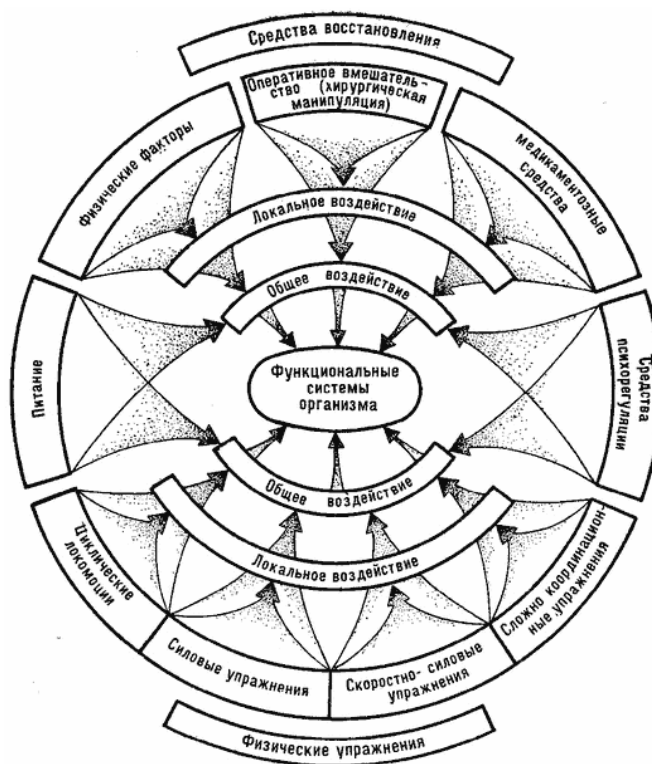 Средства восстановления
Оперативное вмешатель-
ство (хирургическая
манипуляция)
Физические факторы
Медикаментозные
средства
Локальное воздействие
Общее воздействие
Питание
Функциональные
системы
организма
Средства
психорегуляции
Общее воздействие
Локальное воздействие
Циклические
локомоции
Силовые упражнения
Скоростно-силовые
упражнения
Сложно координацион-
ные упражнения
Физические упражнения